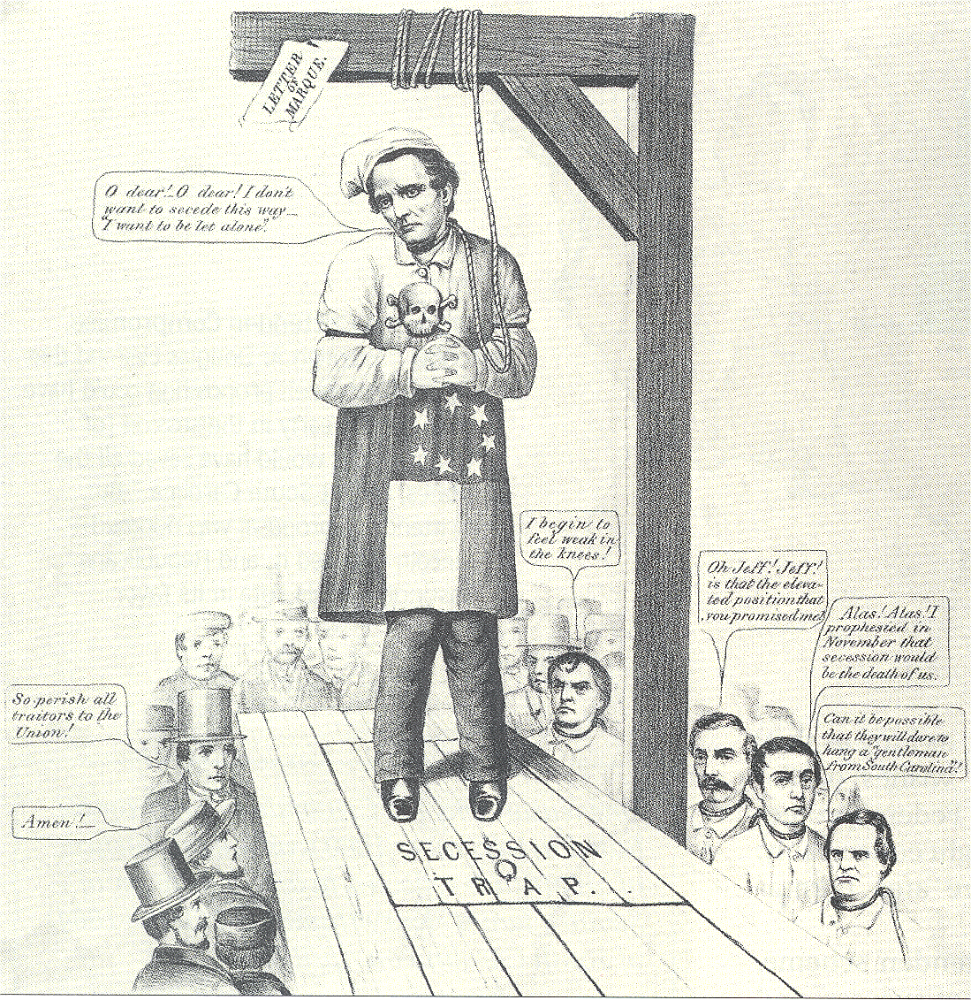 LETTER
OF
MARQUE.
O dear! O dear! I don't
want to secede this way—
"I want to be let alone".
I begin to
feel weak in
the knees!
Oh Jeff! Jeff!
is that the eleva-
ted position that
you promised me!
Alas! Alas! I
prophesied in
November that
secession would
be the death of us.
Can it be possible
that they will dare to
hang a "gentleman
from South Carolina"!
So perish all
traitors to the
Union!
Amen!
SECESSION
TRAP.